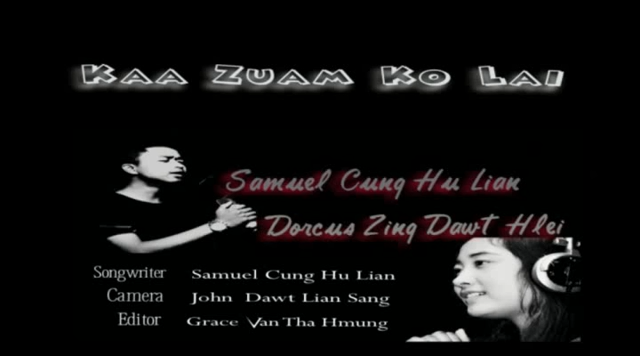 Kaa Zuam Ko Lai
Samuel Cung Hu Lian
Dorcus Zing Dawt Hlei
Songwriter Samuel Cung Hu Lian
Camera John Dawt Lian Sang
Editor Grace Van Tha Hmung